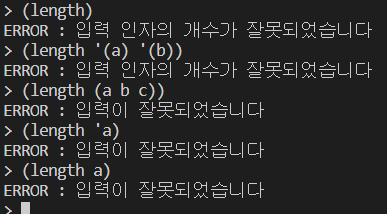 > (length)
ERROR : 입력 인자의 개수가 잘못되었습니다
> (length '(a) '(b))
ERROR : 입력 인자의 개수가 잘못되었습니다
> (length (a b c))
ERROR : 입력이 잘못되었습니다
> (length 'a)
ERROR : 입력이 잘못되었습니다
> (length a)
ERROR : 입력이 잘못되었습니다
>